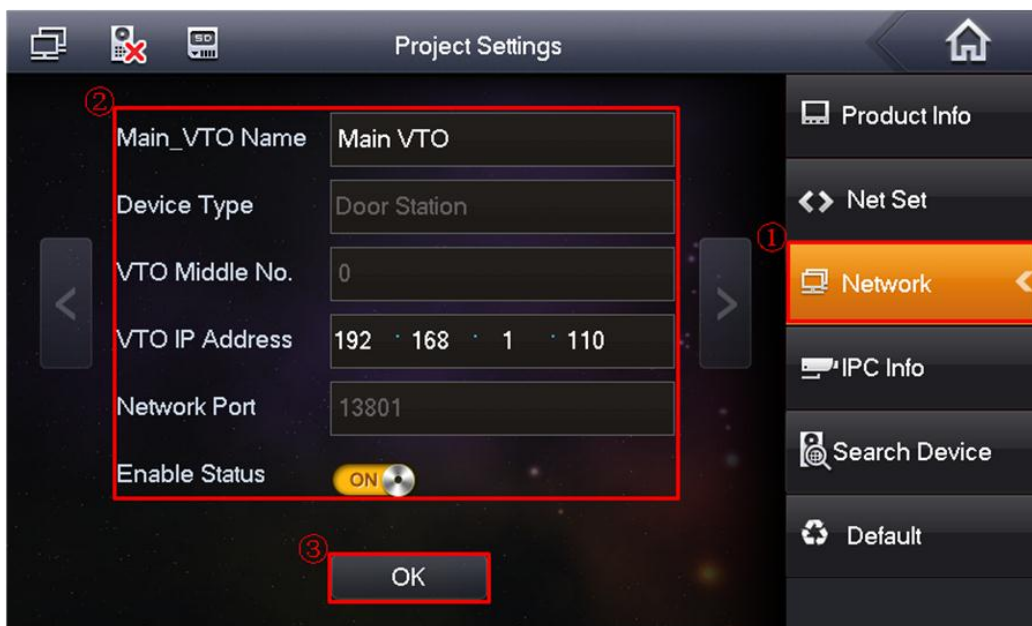 SD
Project Settings
②
Main_VTO Name
Main VTO
Device Type
Door Station
VTO Middle No.
0
VTO IP Address
192 · 168 · 1 · 110
Network Port
13801
Enable Status
ON
③
OK
Product Info
Net Set
①
Network
IPC Info
Search Device
Default